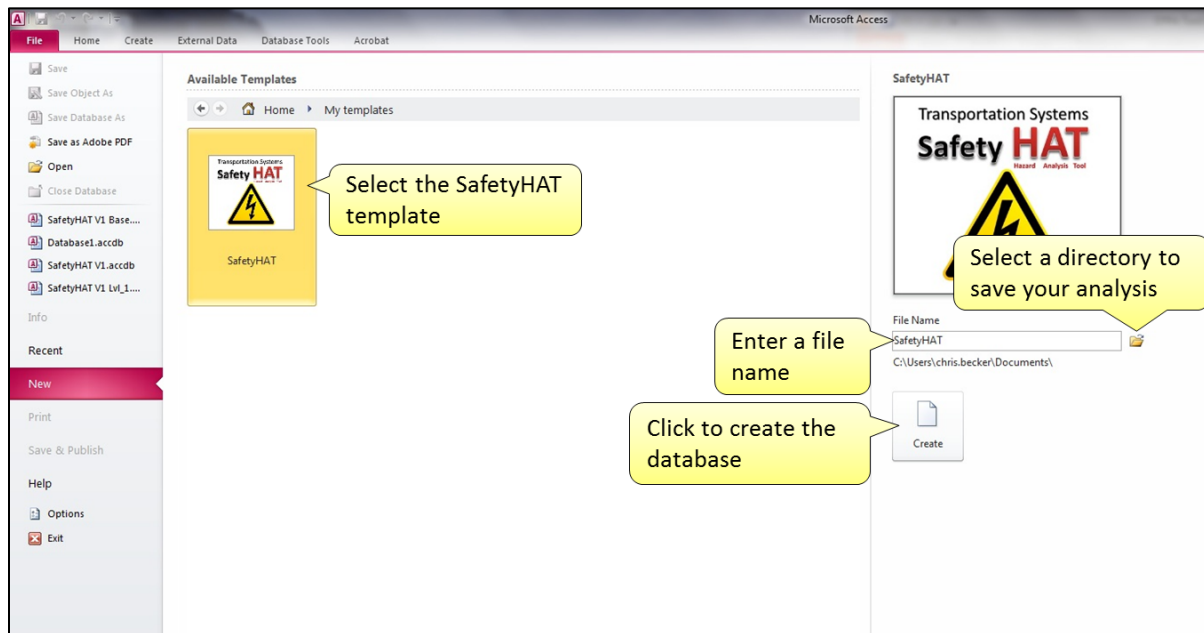 A
Microsoft Access
File Home Create External Data Database Tools Acrobat
Save
Save Object As
Save Database As
Save as Adobe PDF
Open
Close Database
SafetyHAT V1 Base....
Database1.accdb
SafetyHAT V1.accdb
SafetyHAT V1 Lvl_1....
Info
Recent
New
Print
Save & Publish
Help
Options
Exit
Available Templates
Home My templates
Transportation Systems
Safety HAT
SafetyHAT
Select the SafetyHAT
template
SafetyHAT
Transportation Systems
Safety HAT
Hazard Analysis Tool
Select a directory to
save your analysis
File Name
SafetyHAT
C:\Users\chris.becker\Documents\
Enter a file
name
Create
Click to create the
database